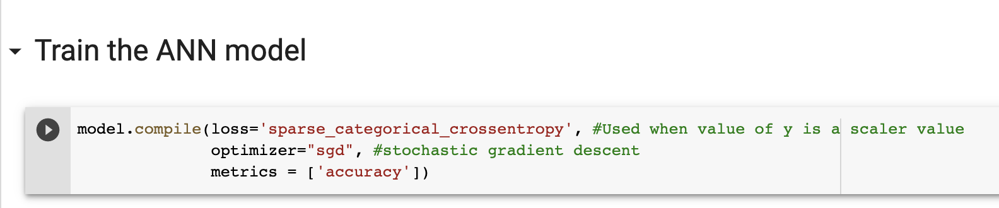 Train the ANN model
model.compile(loss='sparse_categorical_crossentropy', #Used when value of y is a scaler value
optimizer="sgd", #stochastic gradient descent
metrics = ['accuracy'])